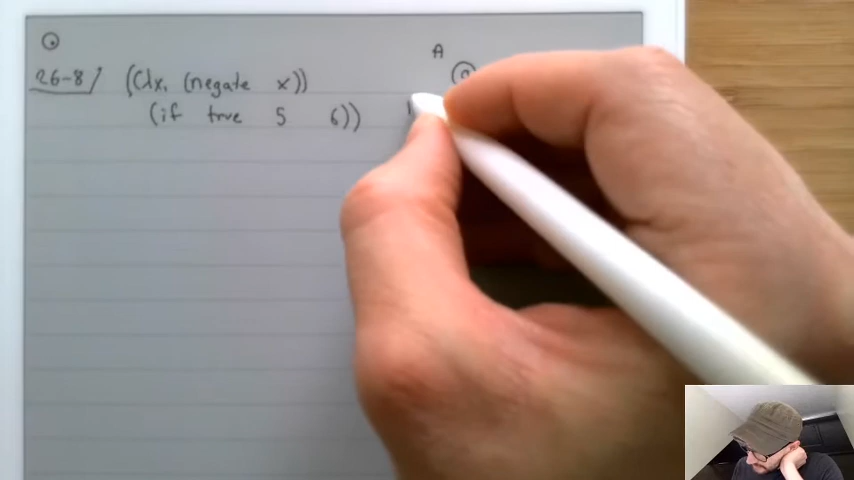 26-8/ ((λx. (negate x)) A
(if true 5 6))